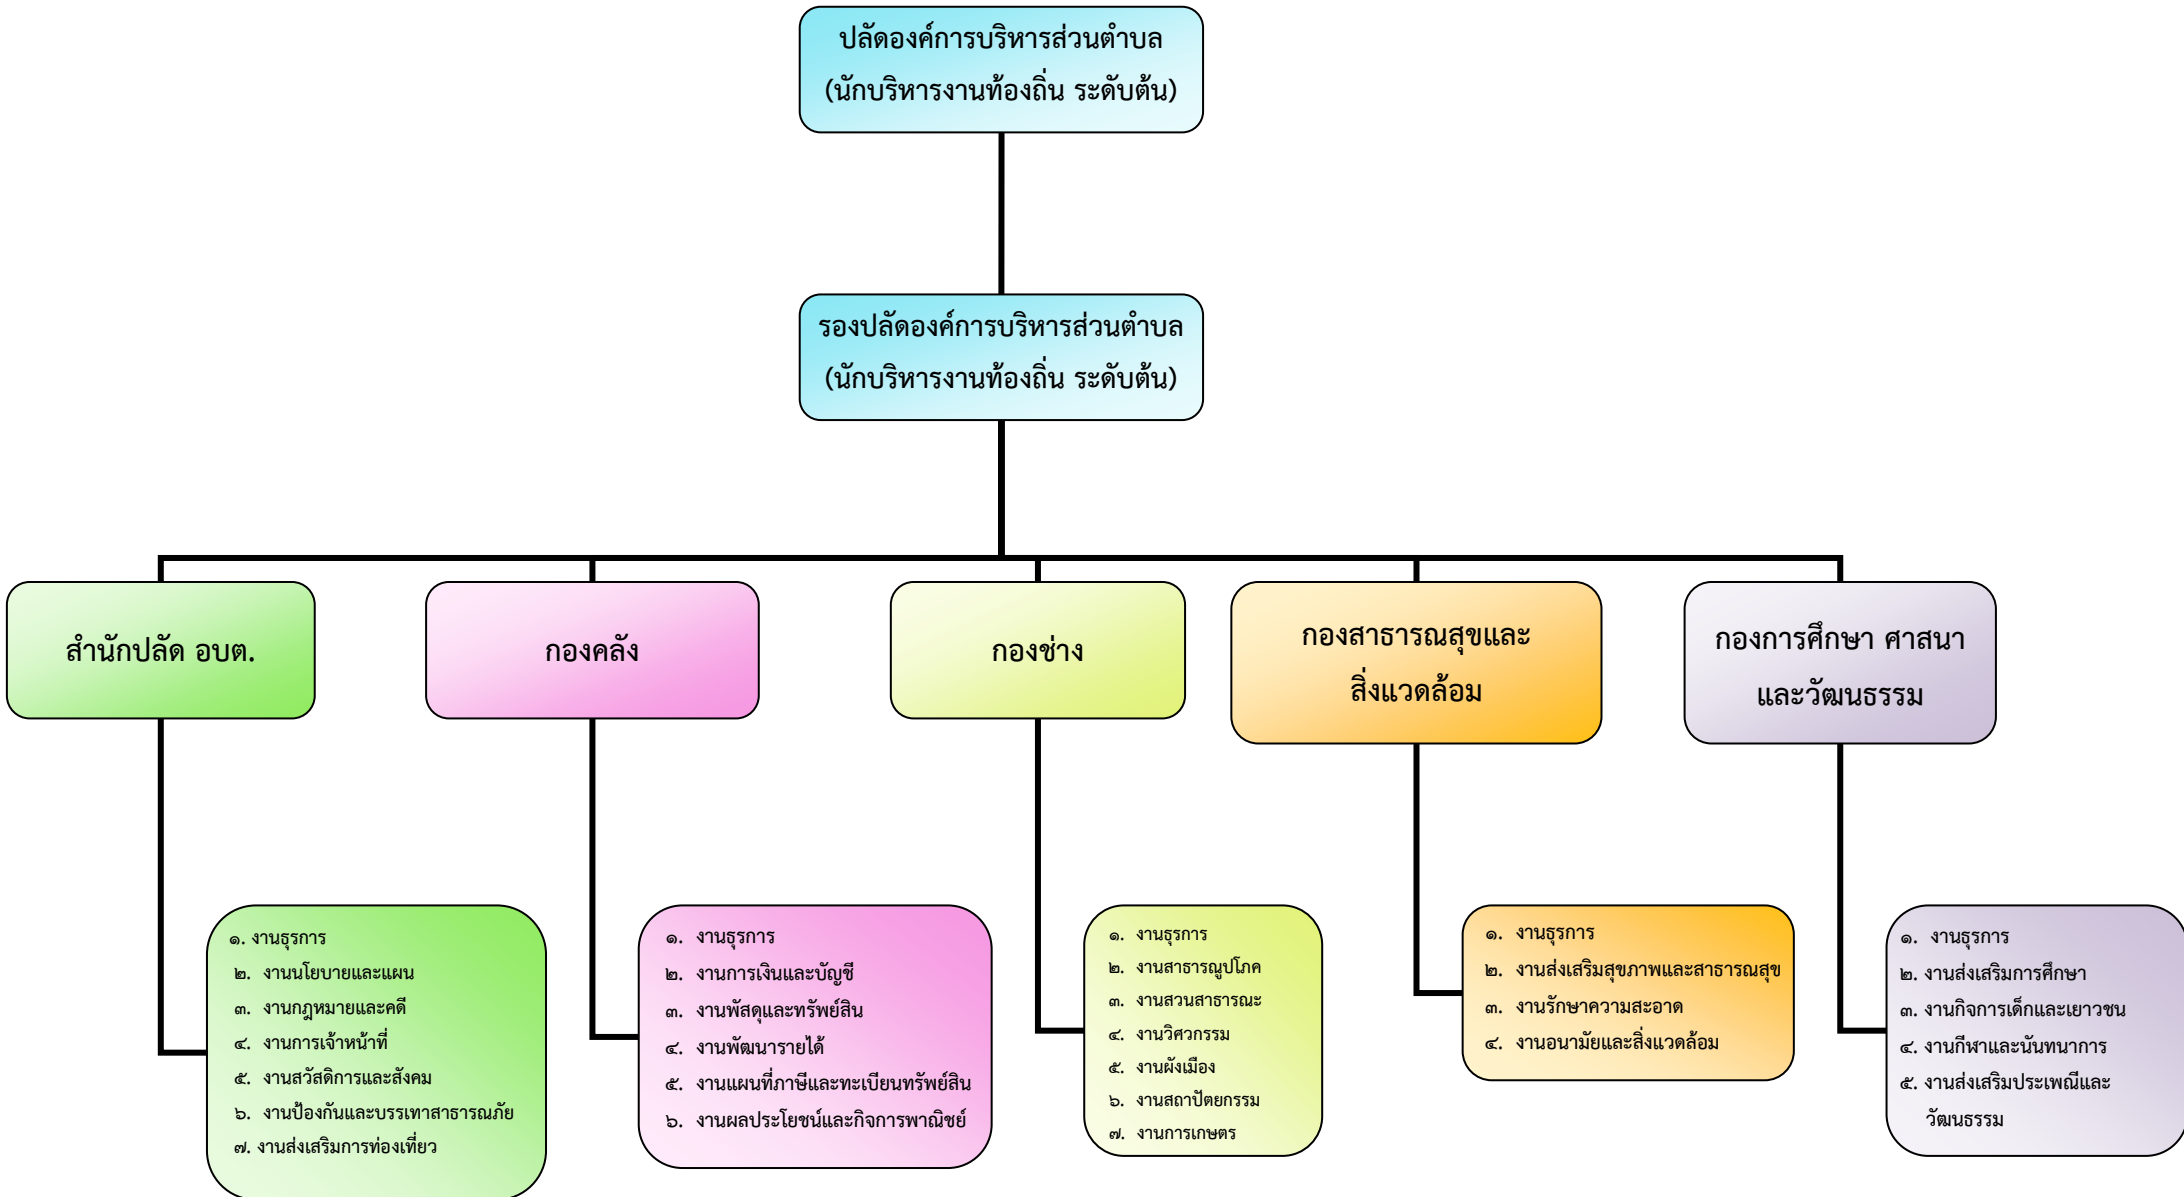 ปลัดองค์การบริหารส่วนตำบล
(นักบริหารงานท้องถิ่น ระดับต้น)
รองปลัดองค์การบริหารส่วนตำบล
(นักบริหารงานท้องถิ่น ระดับต้น)
สำนักปลัด อบต.
กองคลัง
กองช่าง
กองสาธารณสุขและ
สิ่งแวดล้อม
กองการศึกษา ศาสนา
และวัฒนธรรม
๑. งานธุรการ
๒. งานนโยบายและแผน
๓. งานกฎหมายและคดี
๔. งานการเจ้าหน้าที่
๕. งานสวัสดิการและสังคม
๖. งานป้องกันและบรรเทาสาธารณภัย
๗. งานส่งเสริมการท่องเที่ยว
๑. งานธุรการ
๒. งานการเงินและบัญชี
๓. งานพัสดุและทรัพย์สิน
๔. งานพัฒนารายได้
๕. งานแผนที่ภาษีและทะเบียนทรัพย์สิน
๖. งานผลประโยชน์และกิจการพาณิชย์
๑. งานธุรการ
๒. งานสาธารณูปโภค
๓. งานสวนสาธารณะ
๔. งานวิศวกรรม
๕. งานผังเมือง
๖. งานสถาปัตยกรรม
๗. งานการเกษตร
๑. งานธุรการ
๒. งานส่งเสริมสุขภาพและสาธารณสุข
๓. งานรักษาความสะอาด
๔. งานอนามัยและสิ่งแวดล้อม
๑. งานธุรการ
๒. งานส่งเสริมการศึกษา
๓. งานกิจการเด็กและเยาวชน
๔. งานกีฬาและนันทนาการ
๕. งานส่งเสริมประเพณีและ
วัฒนธรรม